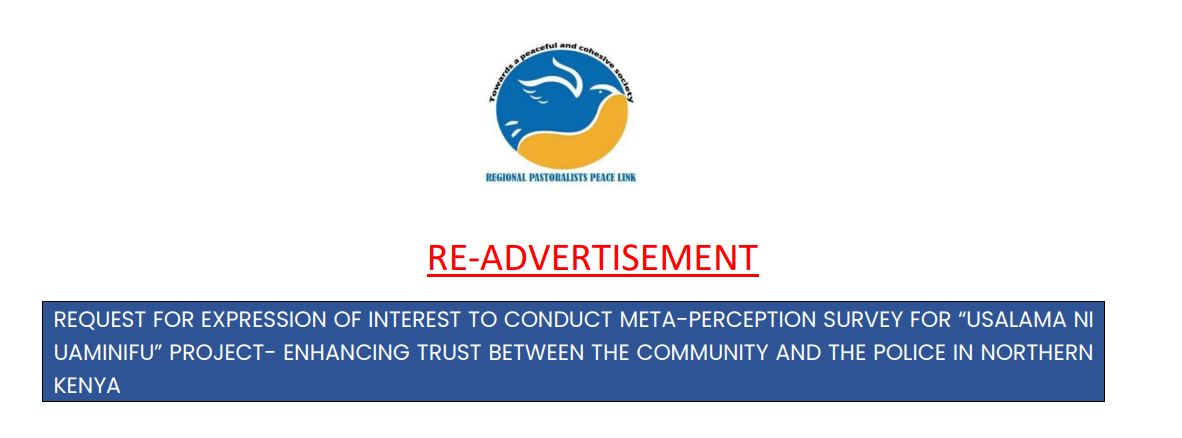 Towards a peaceful and cohesive society
REGIONAL PASTORALISTS PEACE LINK
RE-ADVERTISEMENT
REQUEST FOR EXPRESSION OF INTEREST TO CONDUCT META-PERCEPTION SURVEY FOR “USALAMA NI
UAMINIFU” PROJECT- ENHANCING TRUST BETWEEN THE COMMUNITY AND THE POLICE IN NORTHERN
KENYA